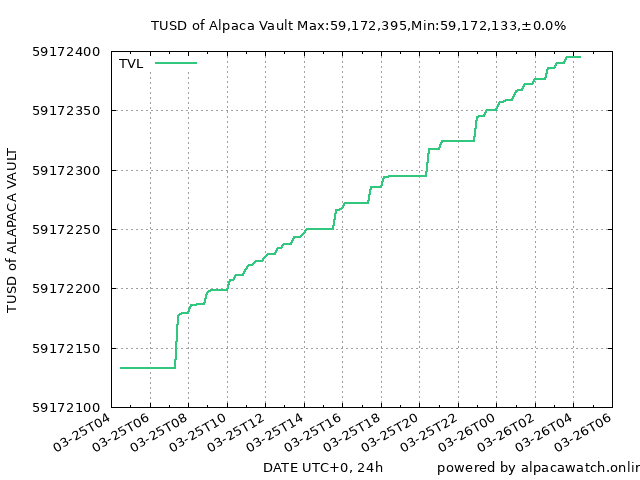 TUSD of Alpaca Vault Max:59,172,395,Min:59,172,133,±0.0%
TVL
59172400
59172350
59172300
59172250
59172200
59172150
59172100
TUSD of ALAPACA VAULT
03-25T04
03-25T06
03-25T08
03-25T10
03-25T12
03-25T14
03-25T16
03-25T18
03-25T20
03-25T22
03-26T00
03-26T02
03-26T04
03-26T06
DATE UTC+0, 24h
powered by alpacawatch.onlin